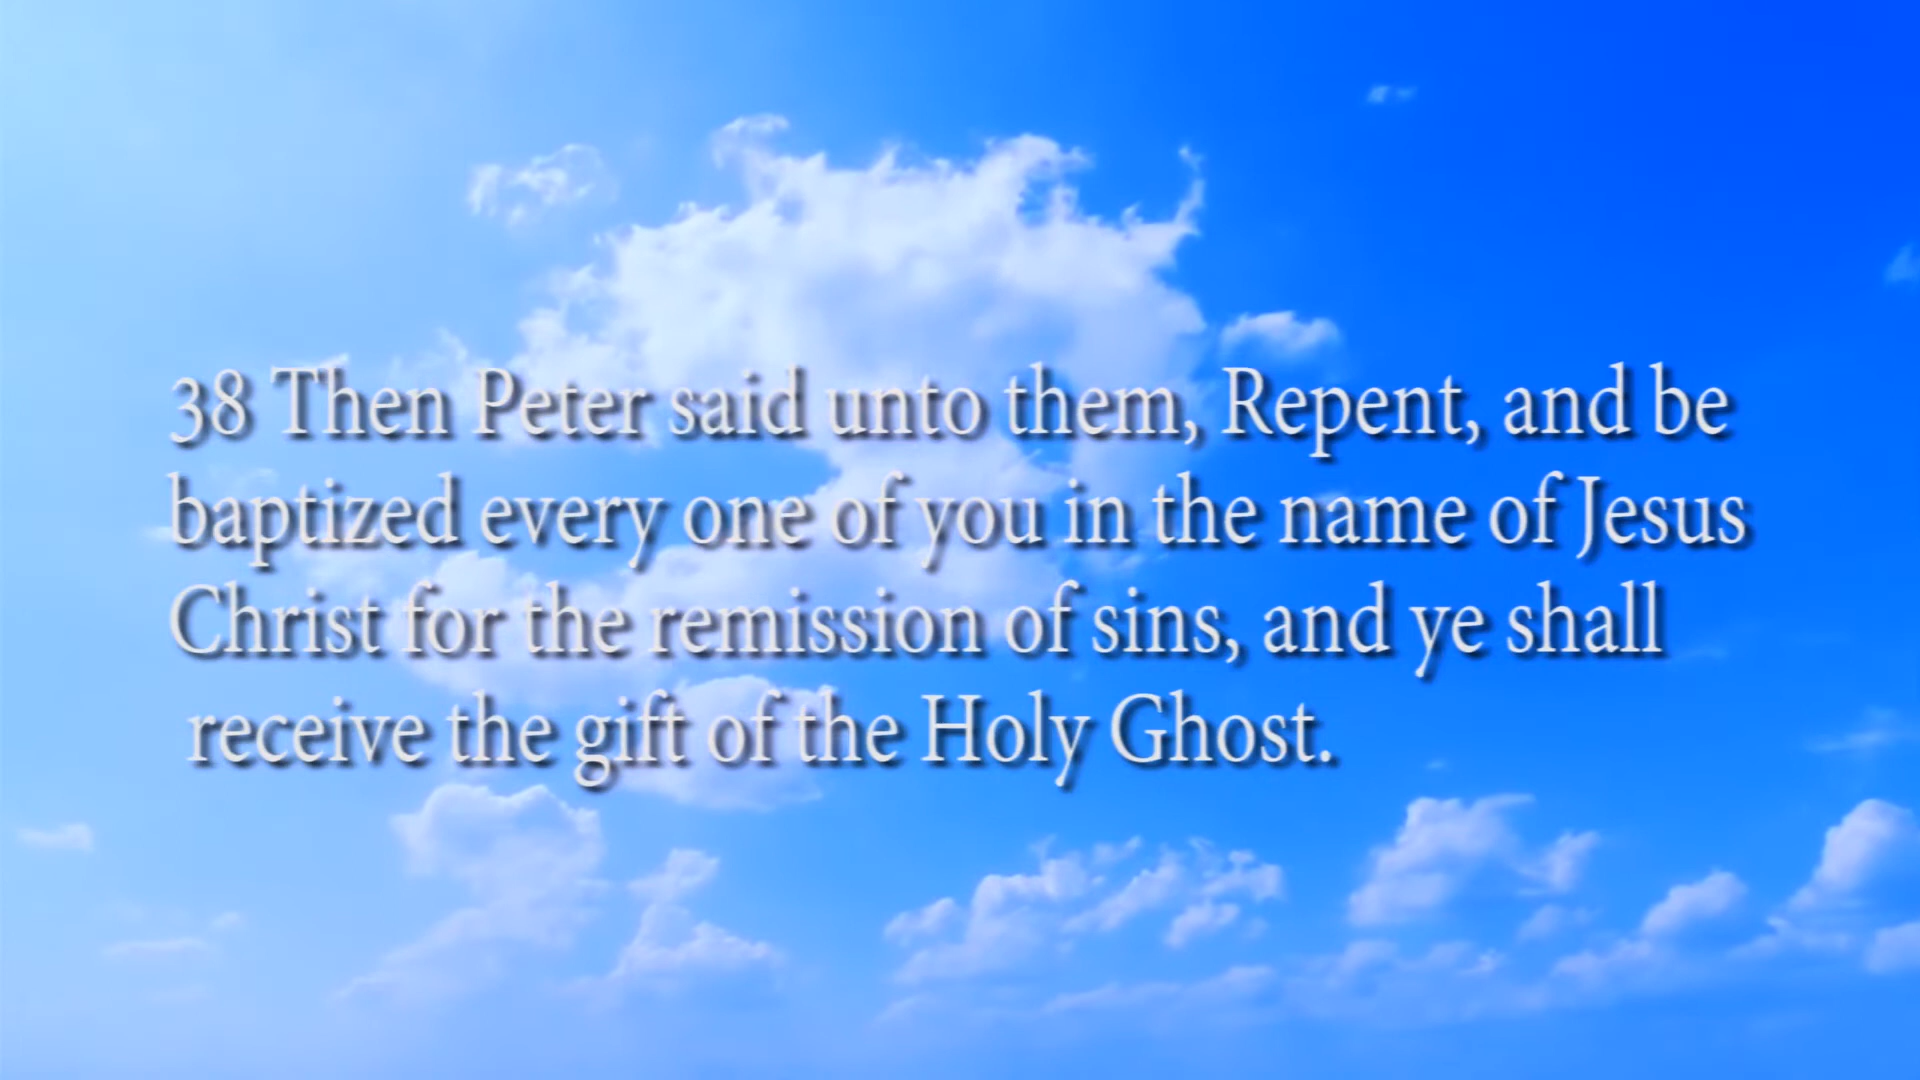 38 Then Peter said unto them, Repent, and be
baptized every one of you in the name of Jesus
Christ for the remission of sins, and ye shall
receive the gift of the Holy Ghost.